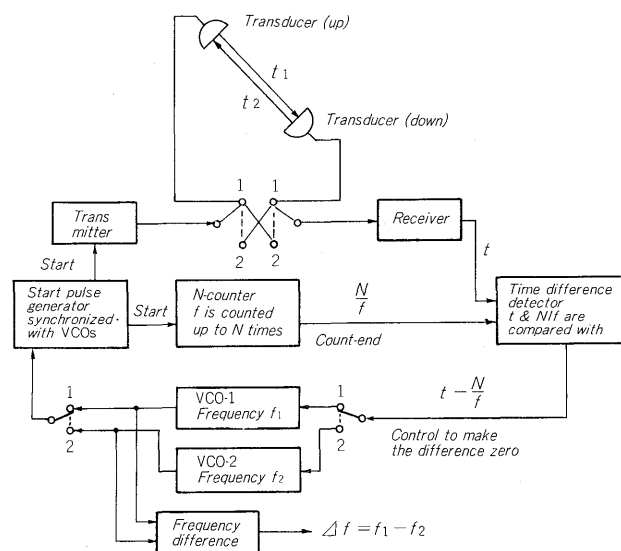 Transducer (up)
t1
t2
Transducer (down)
1
1
Trans
mitter
Receiver
2
2
Start
t
Start pulse
generator
synchronized·
with VCOs
Start
N-counter
f is counted
up to N times
N
f
Count-end
Time difference
detector
t & N/f are
compared with
1
2
VCO-1
Frequency f1
1
2
t - N
f
VCO-2
Frequency f2
Control to make
the difference zero
Frequency
difference
Δf = f1 - f2